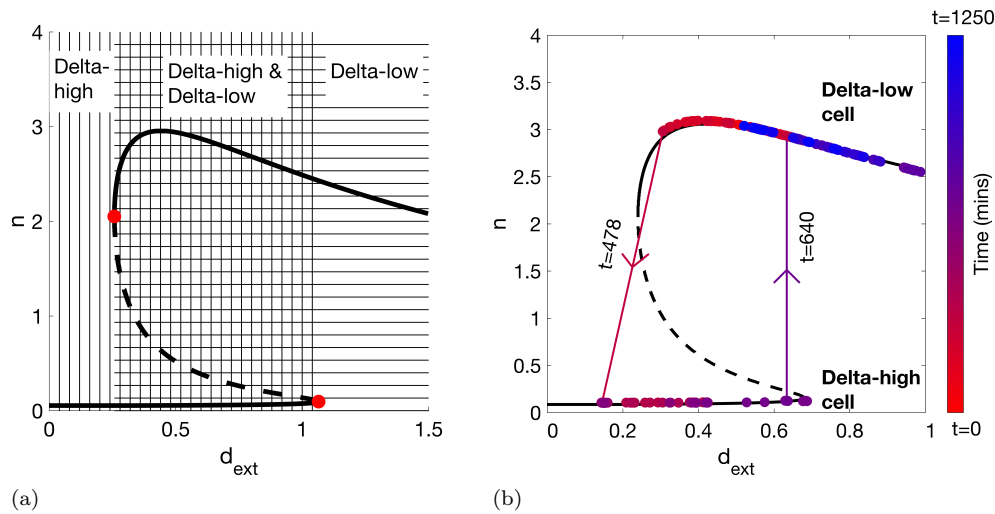 4
3
2
1
0
0
0.5
1
1.5
n
d_ext
Delta-
high
Delta-high &
Delta-low
Delta-low
(a)
4
3.5
3
2.5
2
1.5
1
0.5
0
0
0.2
0.4
0.6
0.8
1
n
d_ext
Delta-low
cell
t=478
t=640
Delta-high
cell
t=1250
Time (mins)
t=0
(b)